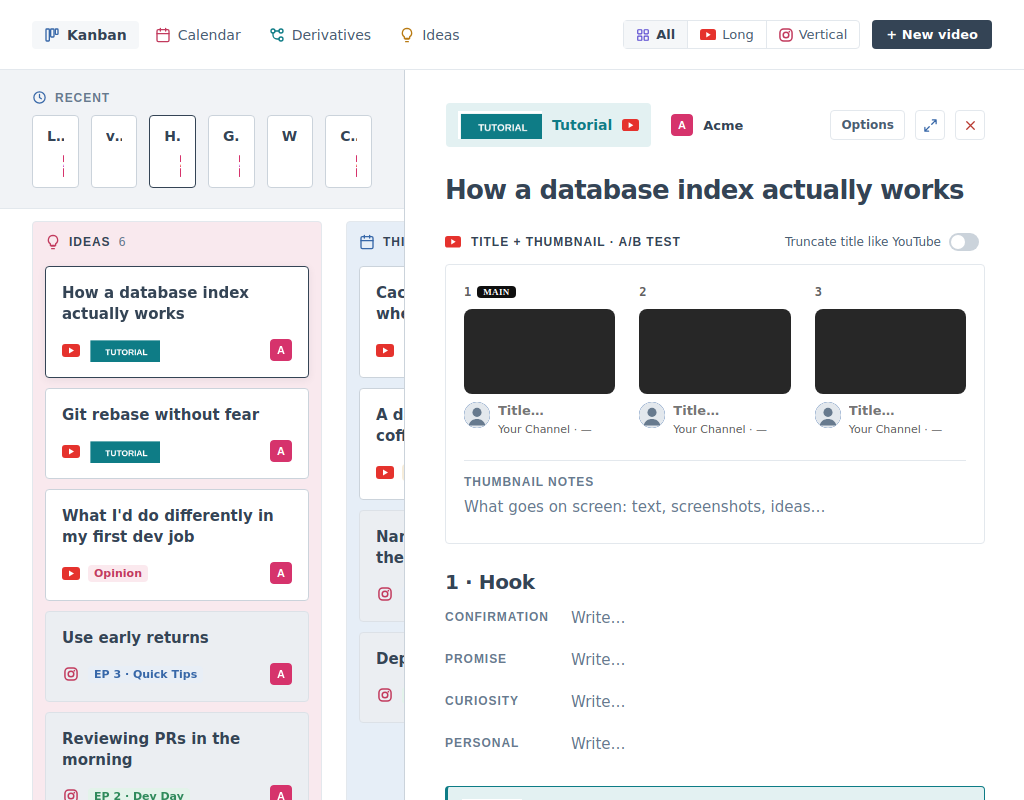 Kanban Calendar Derivatives Ideas All Long Vertical + New video
RECENT
L.. v.. H. G. W C..
IDEAS 6
How a database index
actually works
TUTORIAL A
Git rebase without fear
TUTORIAL A
What I'd do differently in
my first dev job
Opinion A
Use early returns
EP 3 · Quick Tips A
Reviewing PRs in the
morning
EP 2 · Dev Day A
TUTORIAL Tutorial A Acme Options
How a database index actually works
TITLE + THUMBNAIL · A/B TEST Truncate title like YouTube
1 MAIN 2 3
Title… Title… Title…
Your Channel · — Your Channel · — Your Channel · —
THUMBNAIL NOTES
What goes on screen: text, screenshots, ideas…
1 · Hook
CONFIRMATION Write…
PROMISE Write…
CURIOSITY Write…
PERSONAL Write…